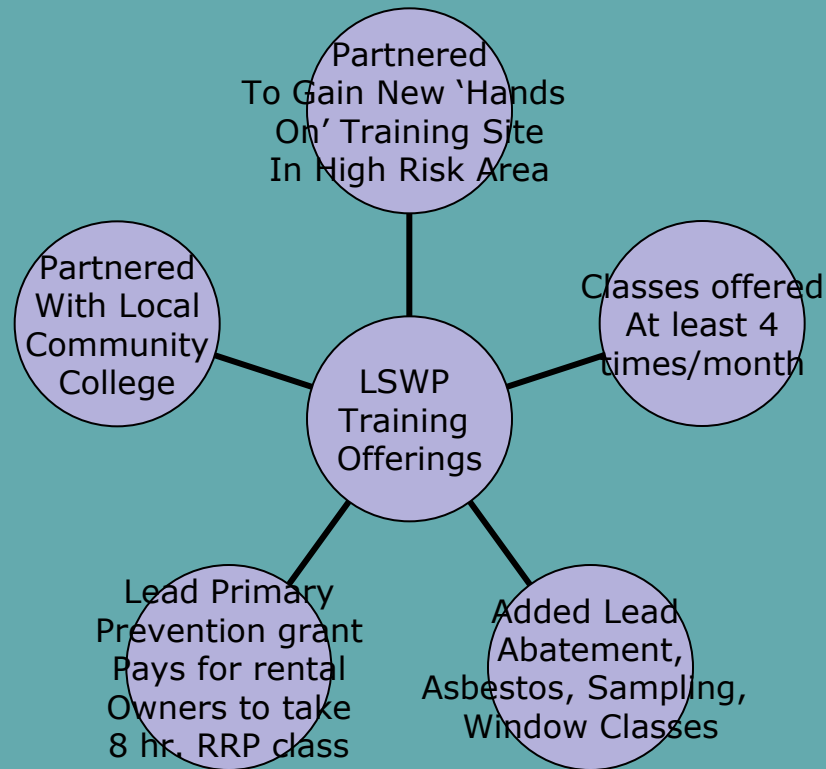 Partnered
To Gain New ‘Hands
On’ Training Site
In High Risk Area
Partnered
With Local
Community
College
Classes offered
At least 4
times/month
LSWP
Training
Offerings
Lead Primary
Prevention grant
Pays for rental
Owners to take
8 hr. RRP class
Added Lead
Abatement,
Asbestos, Sampling,
Window Classes